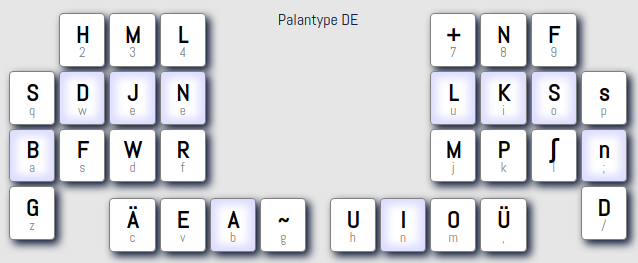 Palantype DE
H M L + N F
2 3 4 7 8 9
S D J N L K S s
q w e e u i o p
B F W R M P ʃ n
a s d f j k l ;
G Ä E A ~ U I O Ü D
z c v b g h n m , /